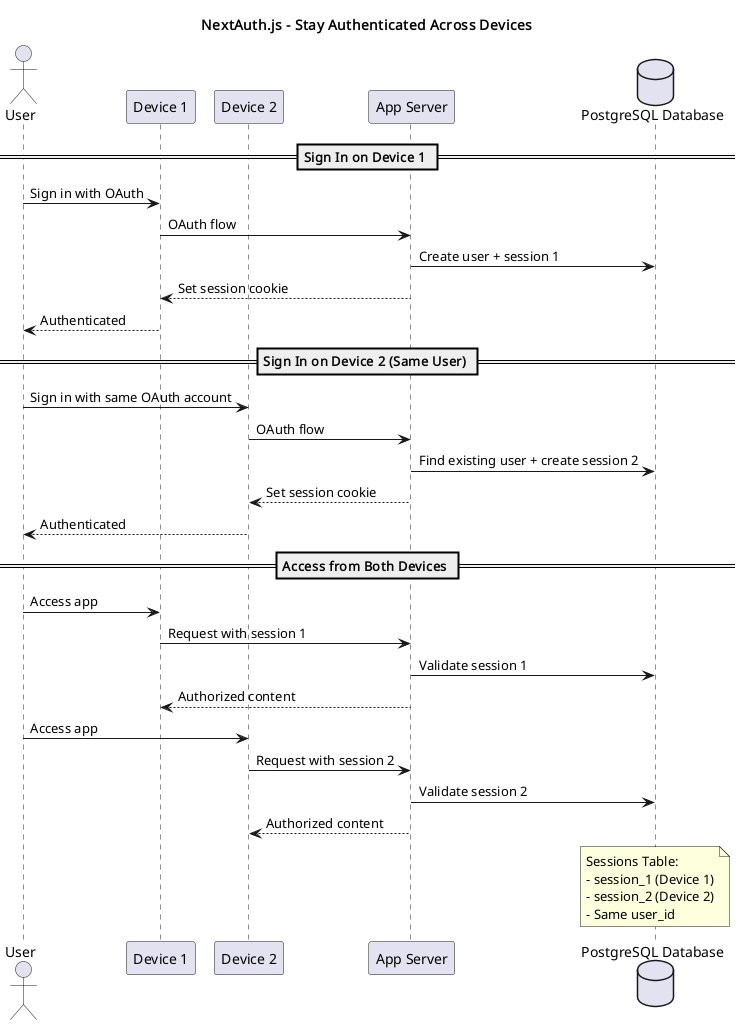 NextAuth.js - Stay Authenticated Across Devices
User
Device 1
Device 2
App Server
PostgreSQL Database
Sign In on Device 1
Sign in with OAuth
OAuth flow
Create user + session 1
Set session cookie
Authenticated
Sign In on Device 2 (Same User)
Sign in with same OAuth account
OAuth flow
Find existing user + create session 2
Set session cookie
Authenticated
Access from Both Devices
Access app
Request with session 1
Validate session 1
Authorized content
Access app
Request with session 2
Validate session 2
Authorized content
Sessions Table:
- session_1 (Device 1)
- session_2 (Device 2)
- Same user_id
User
Device 1
Device 2
App Server
PostgreSQL Database